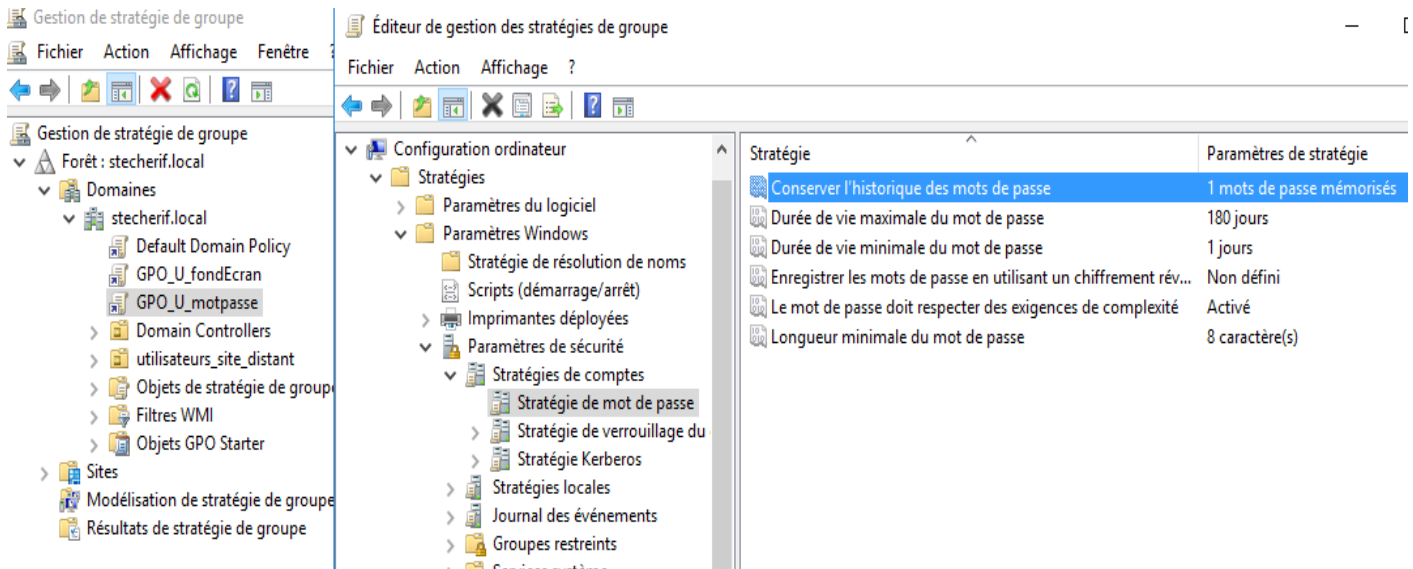 Gestion de stratégie de groupe
Fichier Action Affichage Fenêtre ?
Gestion de stratégie de groupe
Forêt : stecherif.local
Domaines
stecherif.local
Default Domain Policy
GPO_U_fondEcran
GPO_U_motpasse
Domain Controllers
utilisateurs_site_distant
Objets de stratégie de groupe
Filtres WMI
Objets GPO Starter
Sites
Modélisation de stratégie de groupe
Résultats de stratégie de groupe
Éditeur de gestion des stratégies de groupe
Fichier Action Affichage ?
Configuration ordinateur
Stratégies
Paramètres du logiciel
Paramètres Windows
Stratégie de résolution de noms
Scripts (démarrage/arrêt)
Imprimantes déployées
Paramètres de sécurité
Stratégies de comptes
Stratégie de mot de passe
Stratégie de verrouillage du
Stratégie Kerberos
Stratégies locales
Journal des événements
Groupes restreints
Services système
Stratégie Paramètres de stratégie
Conserver l'historique des mots de passe 1 mots de passe mémorisés
Durée de vie maximale du mot de passe 180 jours
Durée de vie minimale du mot de passe 1 jours
Enregistrer les mots de passe en utilisant un chiffrement rév... Non défini
Le mot de passe doit respecter des exigences de complexité Activé
Longueur minimale du mot de passe 8 caractère(s)